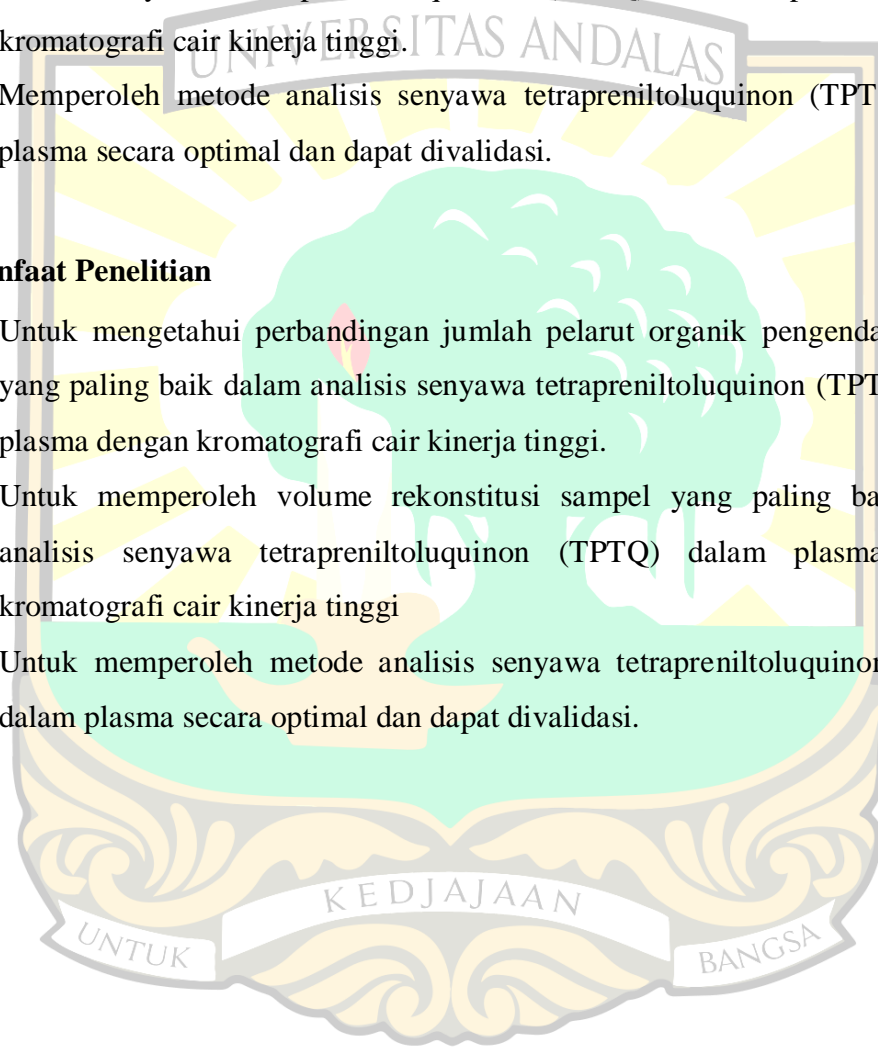 kromatografi cair kinerja tinggi.
UNIVERSITAS ANDALAS
Memperoleh metode analisis senyawa tetrapreniltoluquinon (TPT
plasma secara optimal dan dapat divalidasi.
nfaat Penelitian
Untuk mengetahui perbandingan jumlah pelarut organik pengenda
yang paling baik dalam analisis senyawa tetrapreniltoluquinon (TPT
plasma dengan kromatografi cair kinerja tinggi.
Untuk memperoleh volume rekonstitusi sampel yang paling ba
analisis senyawa tetrapreniltoluquinon (TPTQ) dalam plasma
kromatografi cair kinerja tinggi
Untuk memperoleh metode analisis senyawa tetrapreniltoluquinon
dalam plasma secara optimal dan dapat divalidasi.
KEDJAJAAN
UNTUK
BANGSA